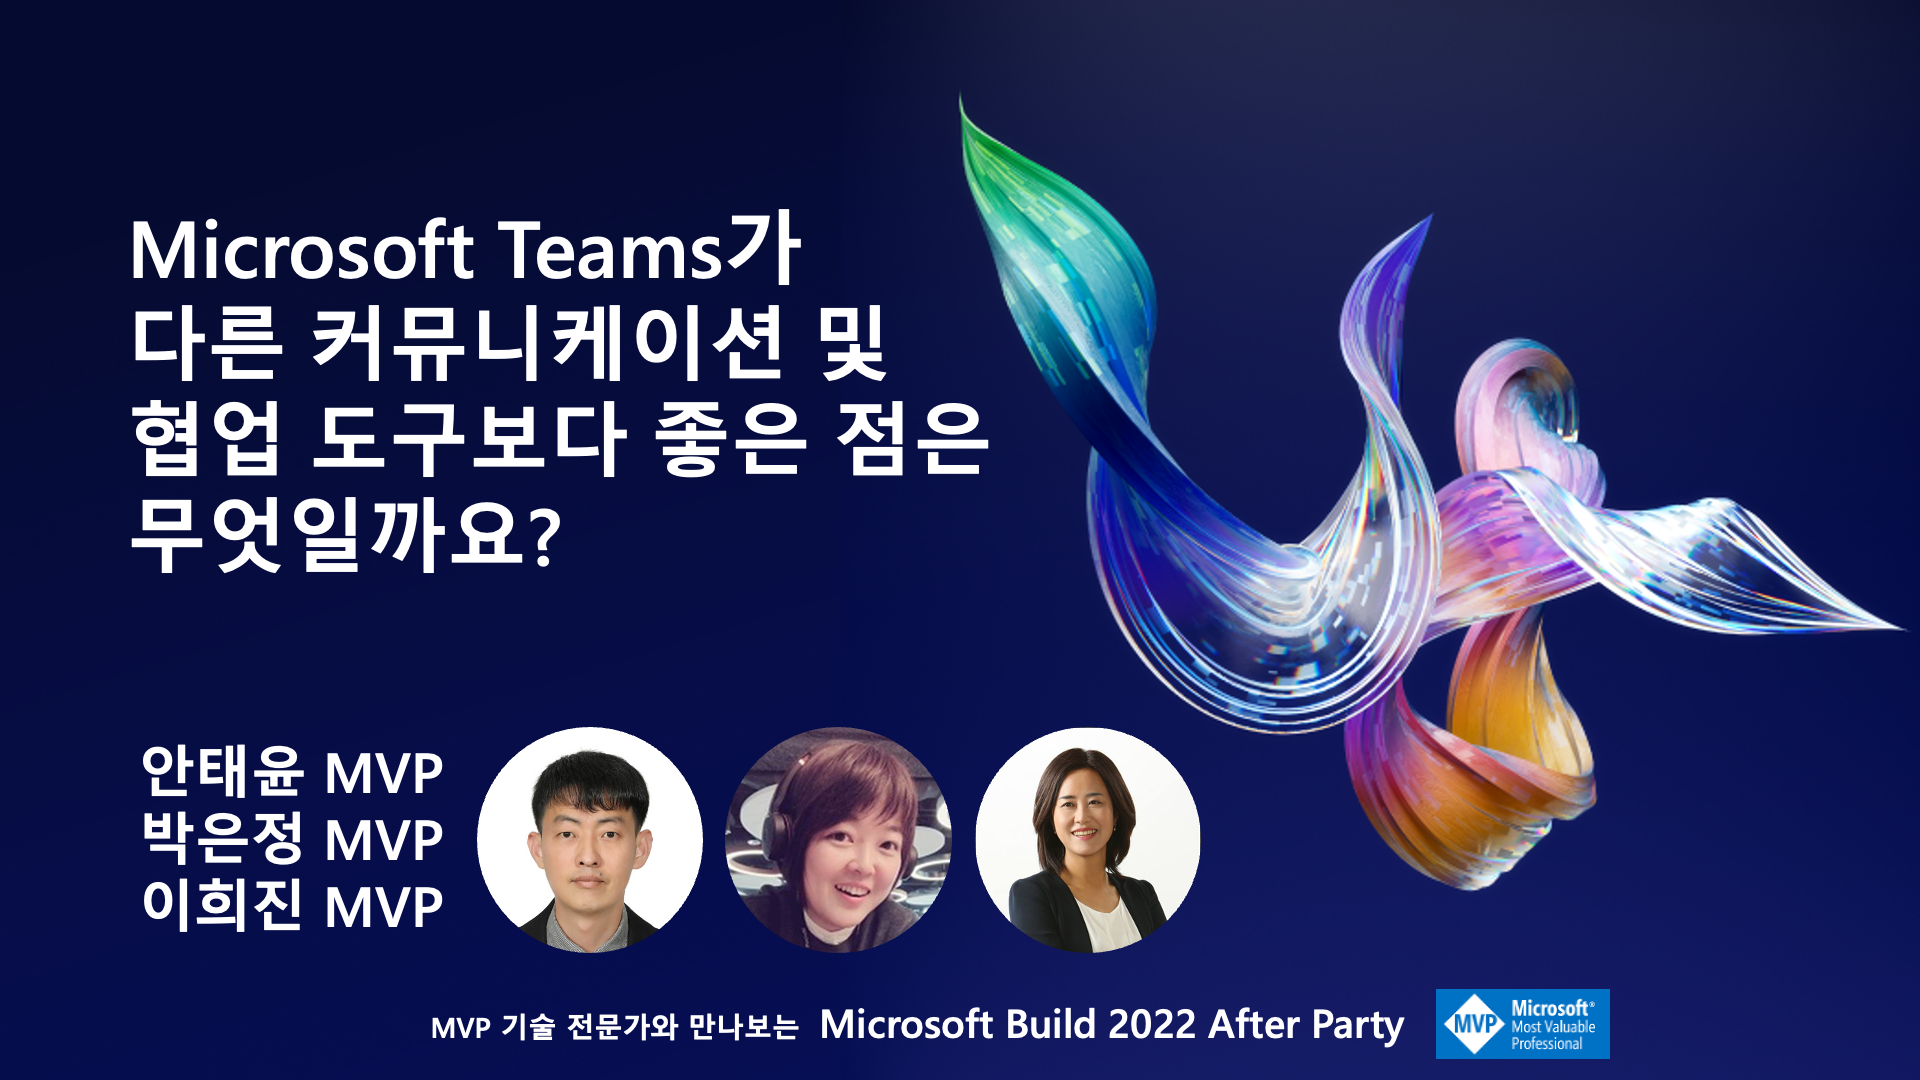 Microsoft Teams가
다른 커뮤니케이션 및
협업 도구보다 좋은 점은
무엇일까요?
안태윤 MVP
박은정 MVP
이희진 MVP
MVP 기술 전문가와 만나보는 Microsoft Build 2022 After Party
MVP
Microsoft®
Most Valuable
Professional